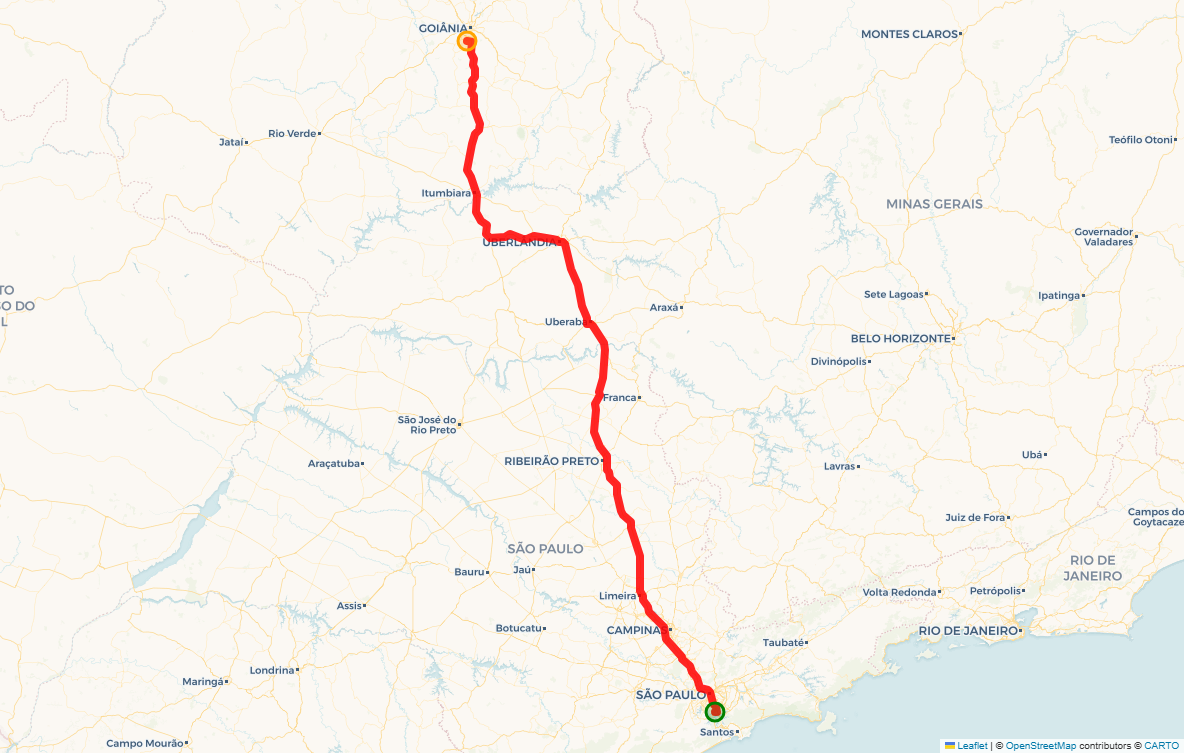 GOIÂNIA
MONTES CLAROS
Rio Verde
Jataí
Teófilo Otoni
Itumbiara
MINAS GERAIS
Governador
Valadares
UBERLÂNDIA
TO
SO DO
L
Sete Lagoas
Ipatinga
Araxá
Uberaba
BELO HORIZONTE
Divinópolis
Franca
São José do
Rio Preto
RIBEIRÃO PRETO
Araçatuba
Lavras
Ubá
Juiz de Fora
Campos do
Goytacaze
SÃO PAULO
RIO DE
JANEIRO
Bauru
Jaú
Limeira
Volta Redonda
Petrópolis
Assis
Botucatu
CAMPINAS
RIO DE JANEIRO
Taubaté
Londrina
Maringá
SÃO PAULO
Santos
Campo Mourão
Leaflet | © OpenStreetMap contributors © CARTO